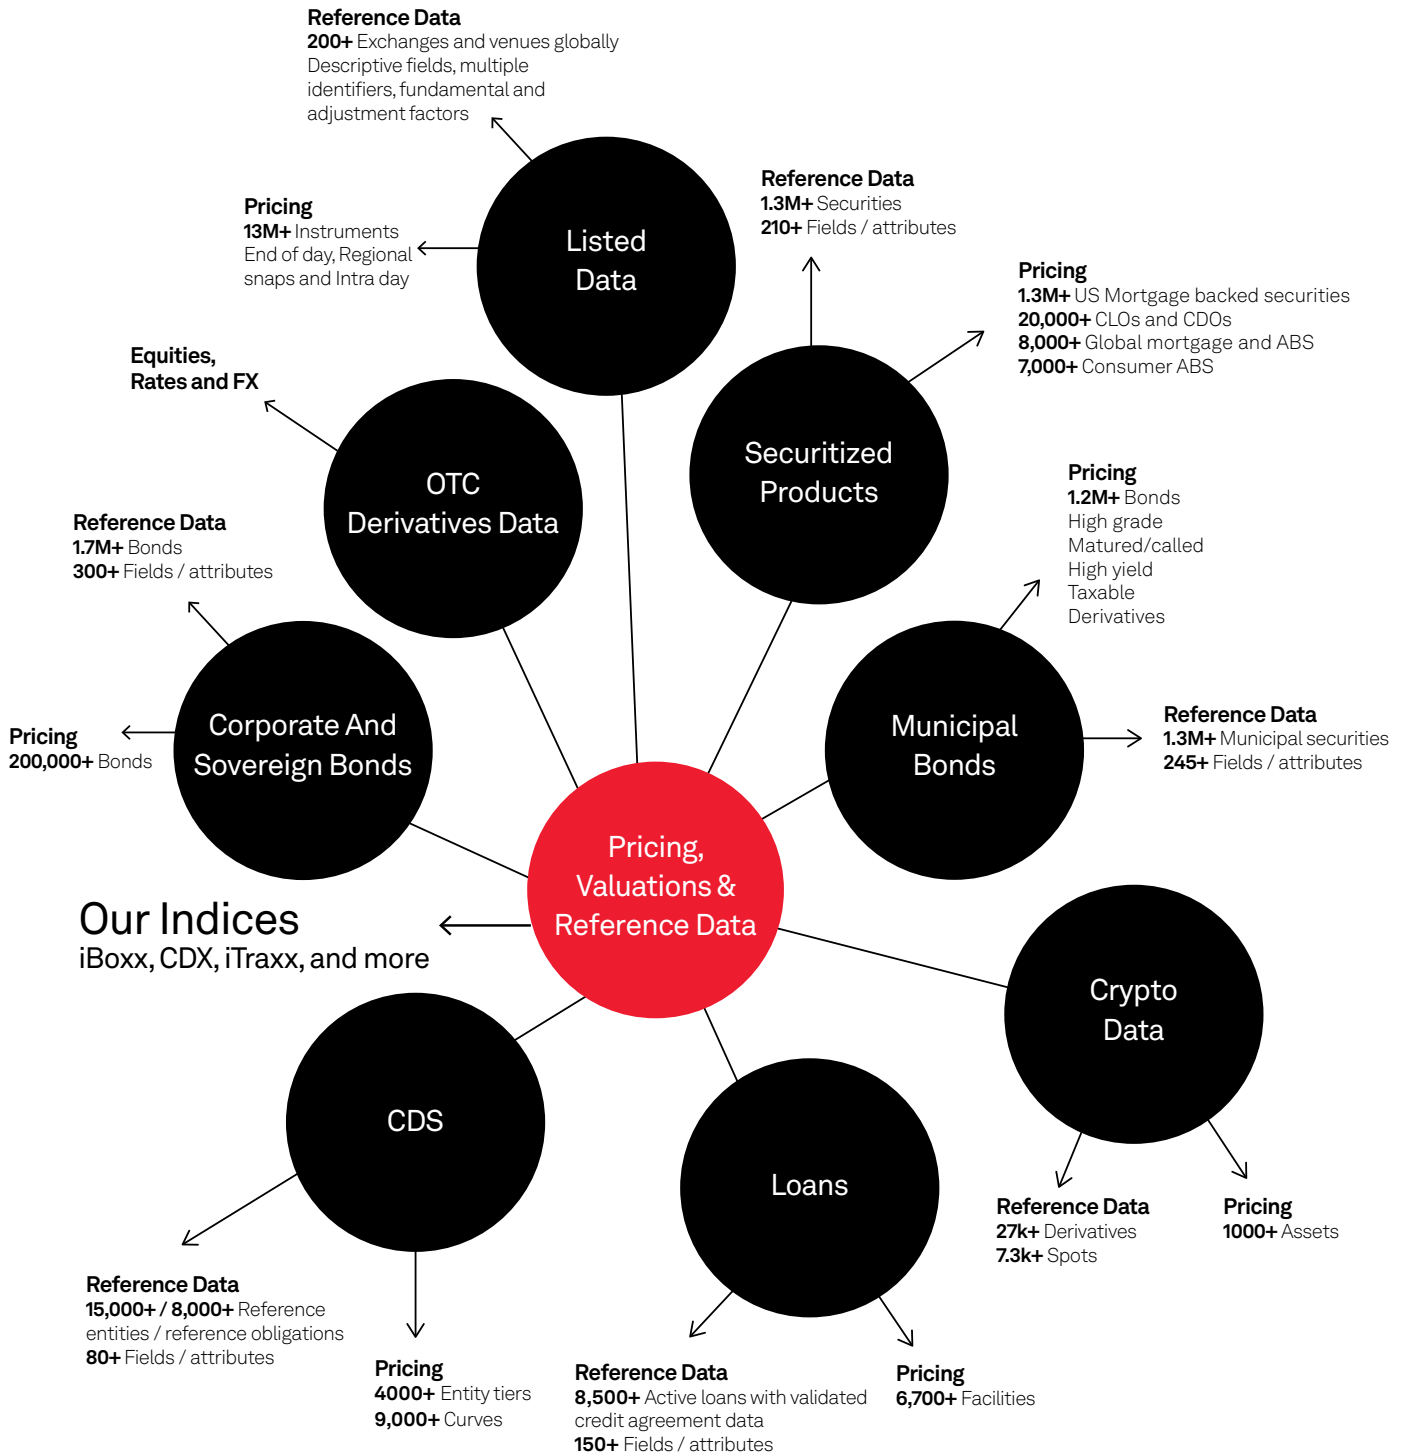 Reference Data
200+ Exchanges and venues globally
Descriptive fields, multiple
identifiers, fundamental and
adjustment factors
Pricing
13M+ Instruments
End of day, Regional
snaps and Intra day
Listed
Data
Reference Data
1.3M+ Securities
210+ Fields / attributes
Pricing
1.3M+ US Mortgage backed securities
20,000+ CLOs and CDOs
8,000+ Global mortgage and ABS
7,000+ Consumer ABS
Securitized
Products
Equities,
Rates and FX
OTC
Derivatives Data
Pricing
1.2M+ Bonds
High grade
Matured/called
High yield
Taxable
Derivatives
Reference Data
1.7M+ Bonds
300+ Fields / attributes
Pricing
200,000+ Bonds
Corporate And
Sovereign Bonds
Municipal
Bonds
Reference Data
1.3M+ Municipal securities
245+ Fields / attributes
Pricing,
Valuations &
Reference Data
Our Indices
iBoxx, CDX, iTraxx, and more
Crypto
Data
Reference Data
27k+ Derivatives
7.3k+ Spots
Pricing
1000+ Assets
CDS
Reference Data
15,000+ / 8,000+ Reference
entities / reference obligations
80+ Fields / attributes
Pricing
4000+ Entity tiers
9,000+ Curves
Loans
Reference Data
8,500+ Active loans with validated
credit agreement data
150+ Fields / attributes
Pricing
6,700+ Facilities